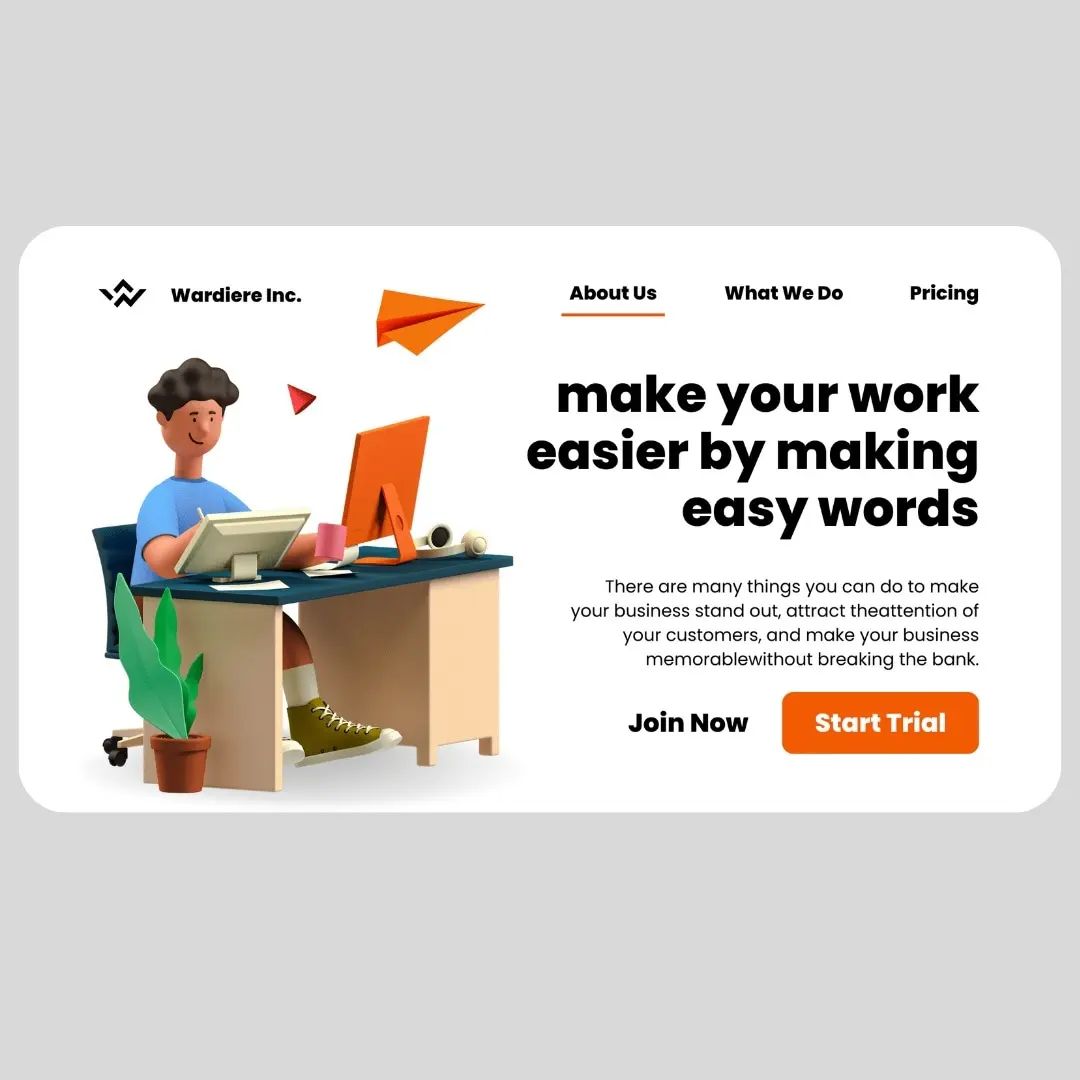 Wardiere Inc.
About Us
What We Do
Pricing
make your work
easier by making
easy words
There are many things you can do to make
your business stand out, attract theattention of
your customers, and make your business
memorablewithout breaking the bank.
Join Now
Start Trial